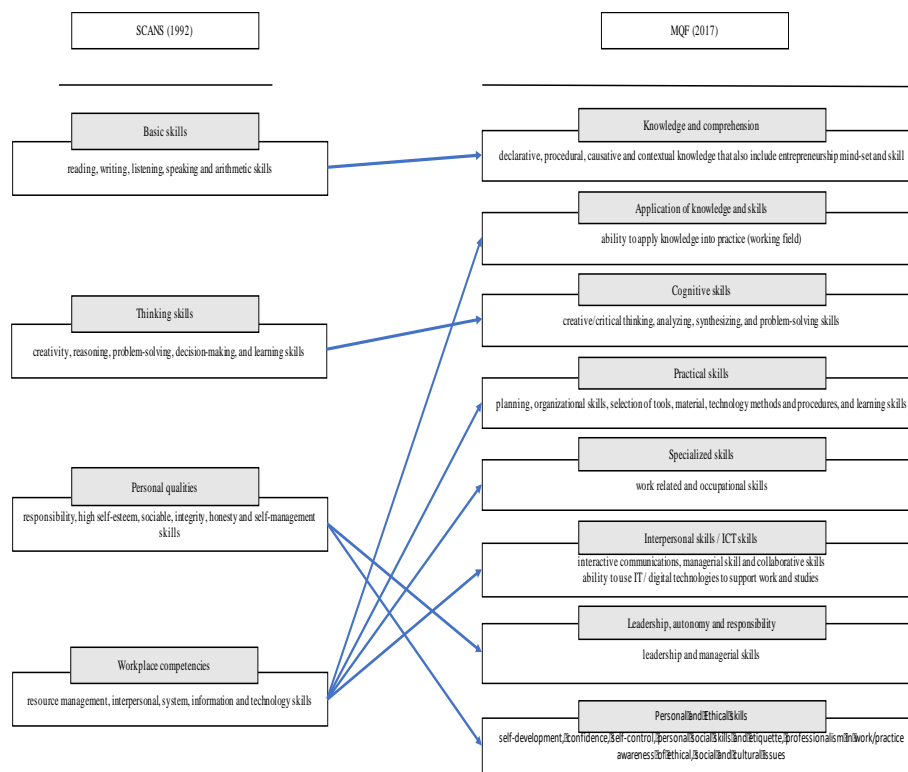 SCANS (1992)
MQF (2017)
Basic skills
reading, writing, listening, speaking and arithmetic skills
Thinking skills
creativity, reasoning, problem-solving, decision-making, and learning skills
Personal qualities
responsibility, high self-esteem, sociable, integrity, honesty and self-management
skills
Workplace competencies
resource management, interpersonal, system, information and technology skills
Knowledge and comprehension
declarative, procedural, causative and contextual knowledge that also include entrepreneurship mind-set and skill
Application of knowledge and skills
ability to apply knowledge into practice (working field)
Cognitive skills
creative/critical thinking, analyzing, synthesizing, and problem-solving skills
Practical skills
planning, organizational skills, selection of tools, material, technology methods and procedures, and learning skills
Specialized skills
work related and occupational skills
Interpersonal skills / ICT skills
interactive communications, managerial skill and collaborative skills
ability to use IT / digital technologies to support work and studies
Leadership, autonomy and responsibility
leadership and managerial skills
Personal and Ethical skills
self-development, confidence, self-control, personal social skills and etiquette, professionalism in work/practice
awareness of ethical, social and cultural issues